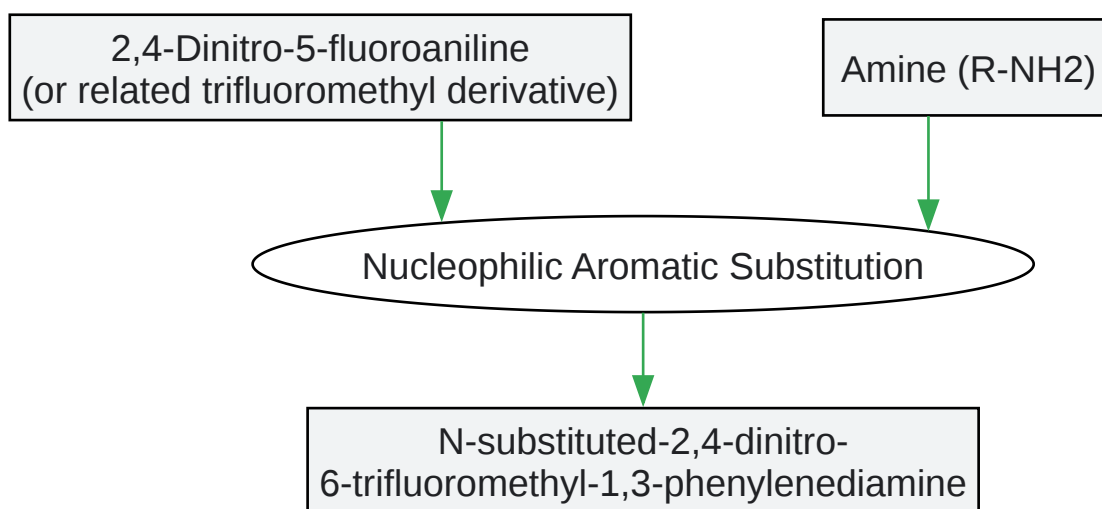 2,4-Dinitro-5-fluoroaniline
(or related trifluoromethyl derivative)
Amine (R-NH2)
Nucleophilic Aromatic Substitution
N-substituted-2,4-dinitro-
6-trifluoromethyl-1,3-phenylenediamine